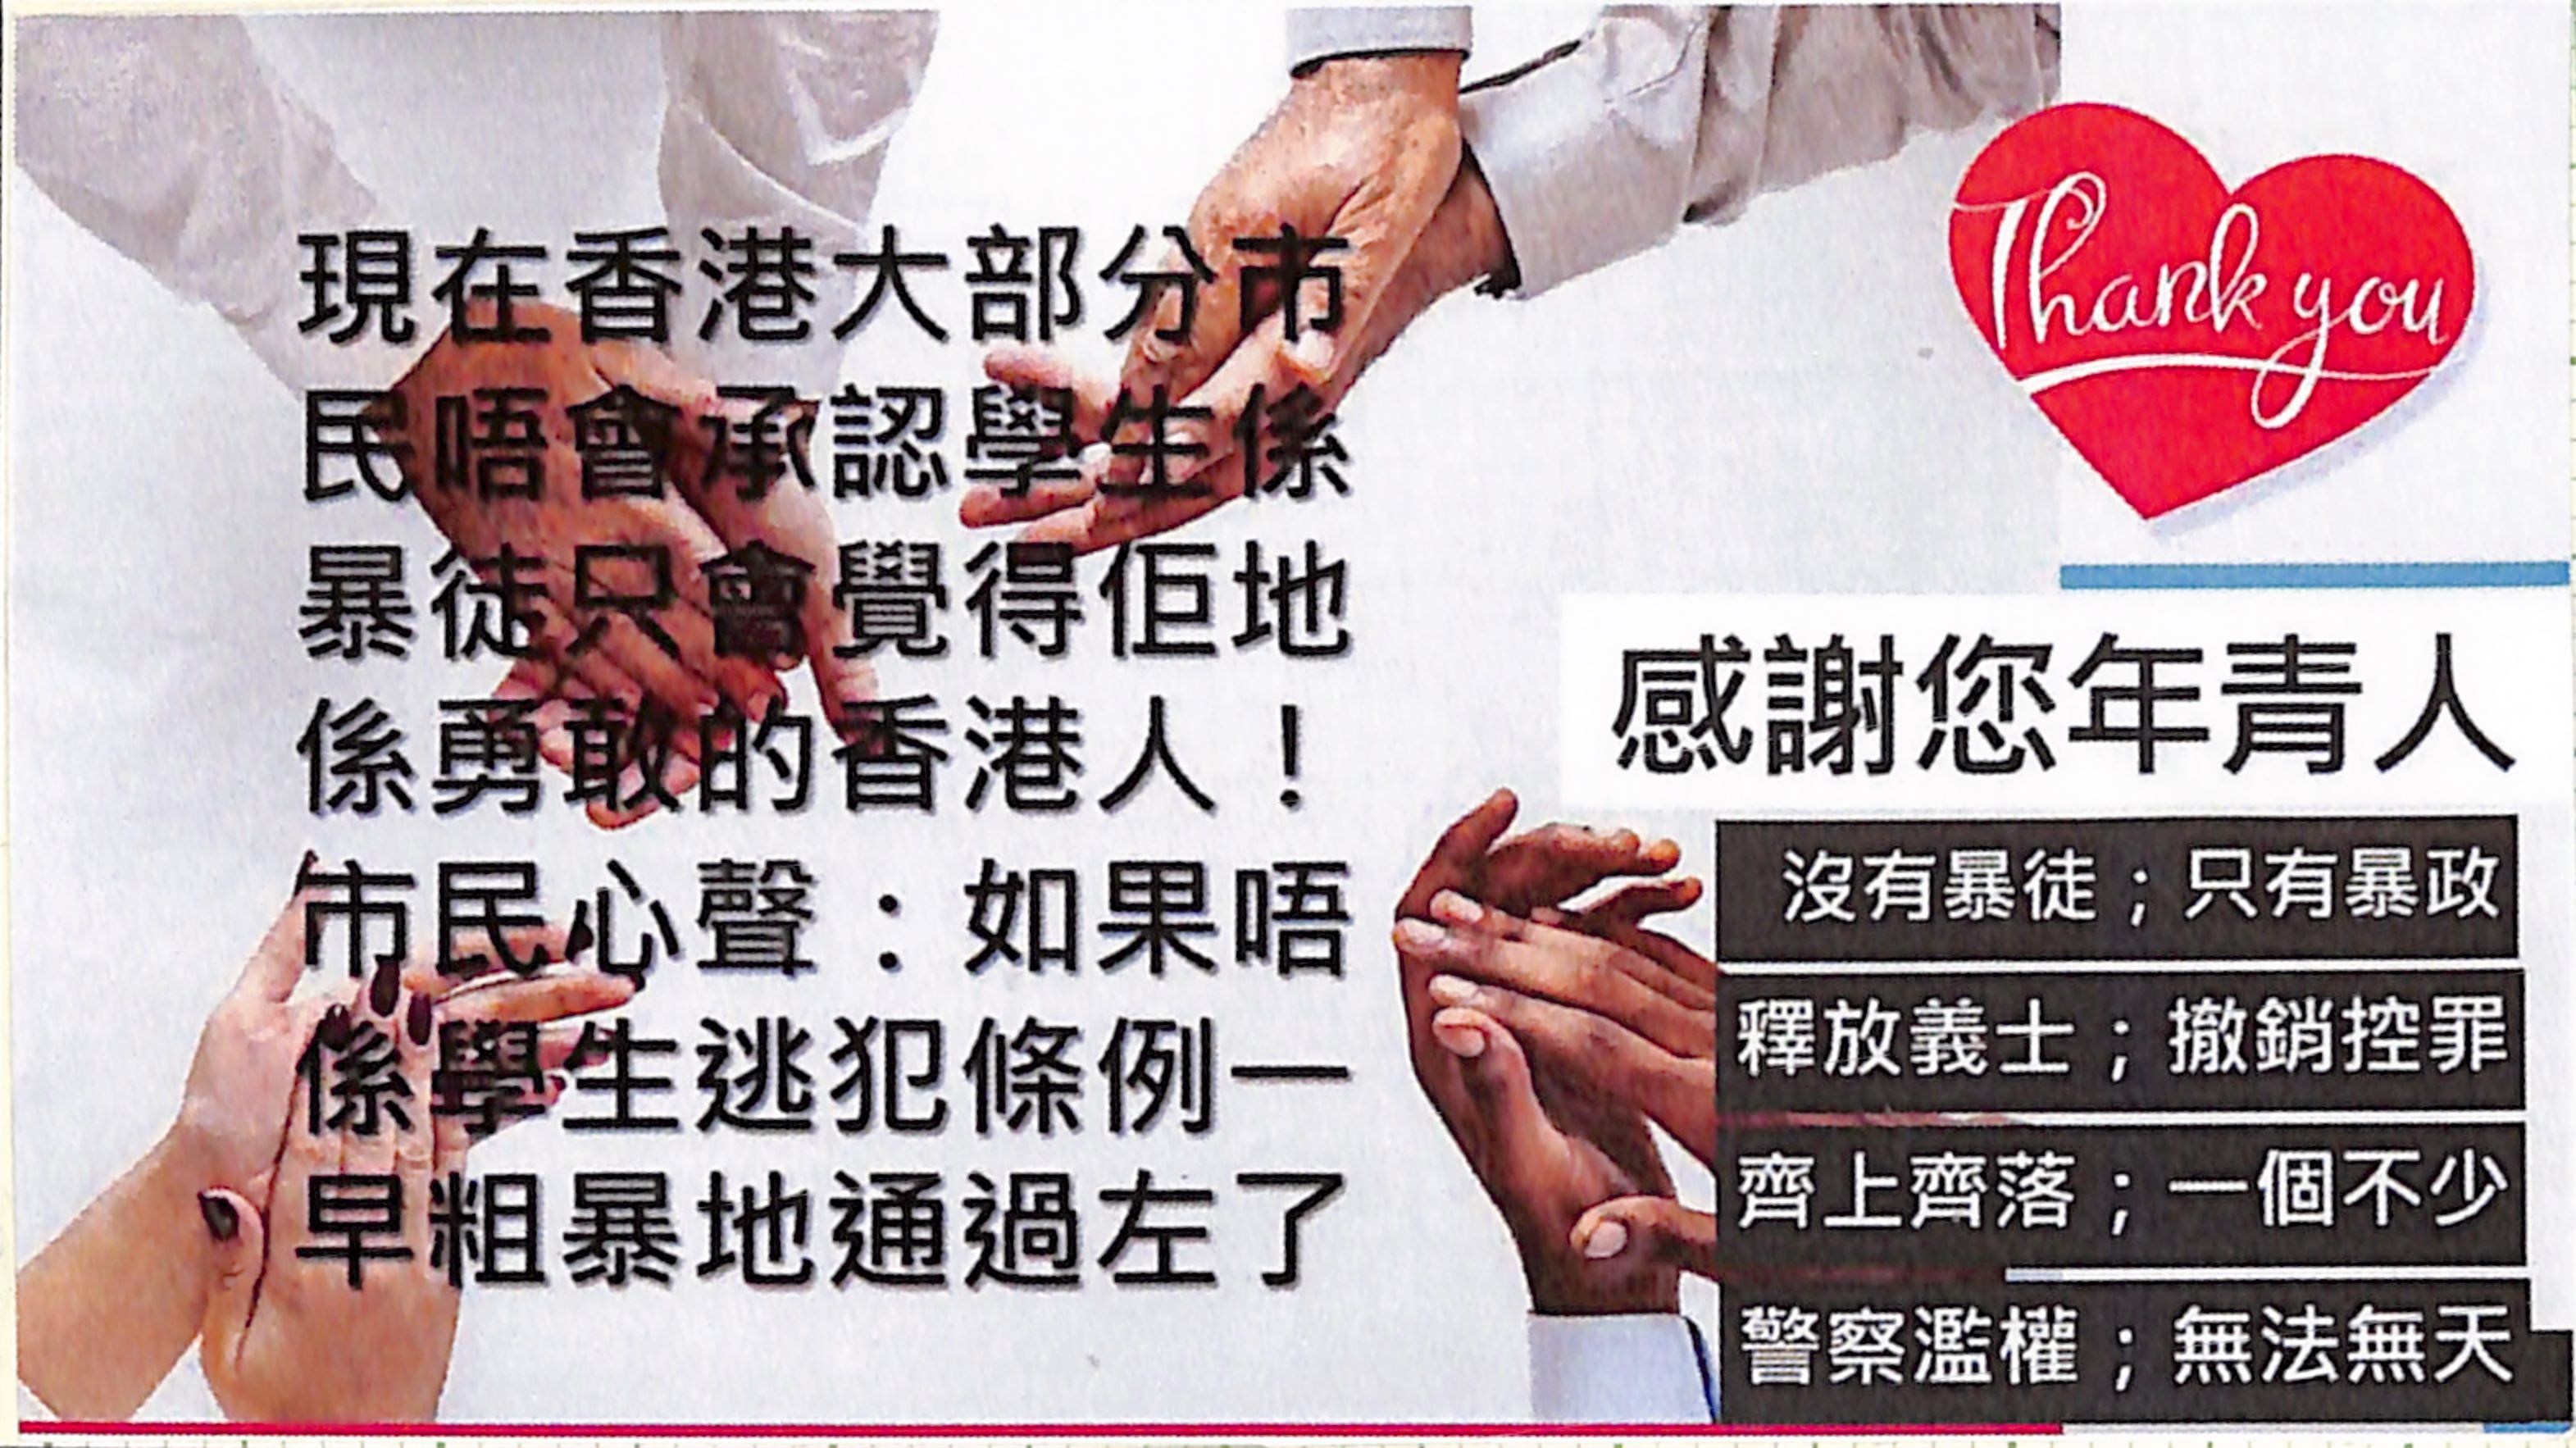 現在香港大部分市
民唔會承認學生係
暴徒只會覺得佢地
係勇敢的香港人！
市民心聲：如果唔
係學生逃犯條例一
早粗暴地通過左了
Thank you
感謝您年青人
沒有暴徒；只有暴政
釋放義士；撤銷控罪
齊上齊落；一個不少
警察濫權；無法無天